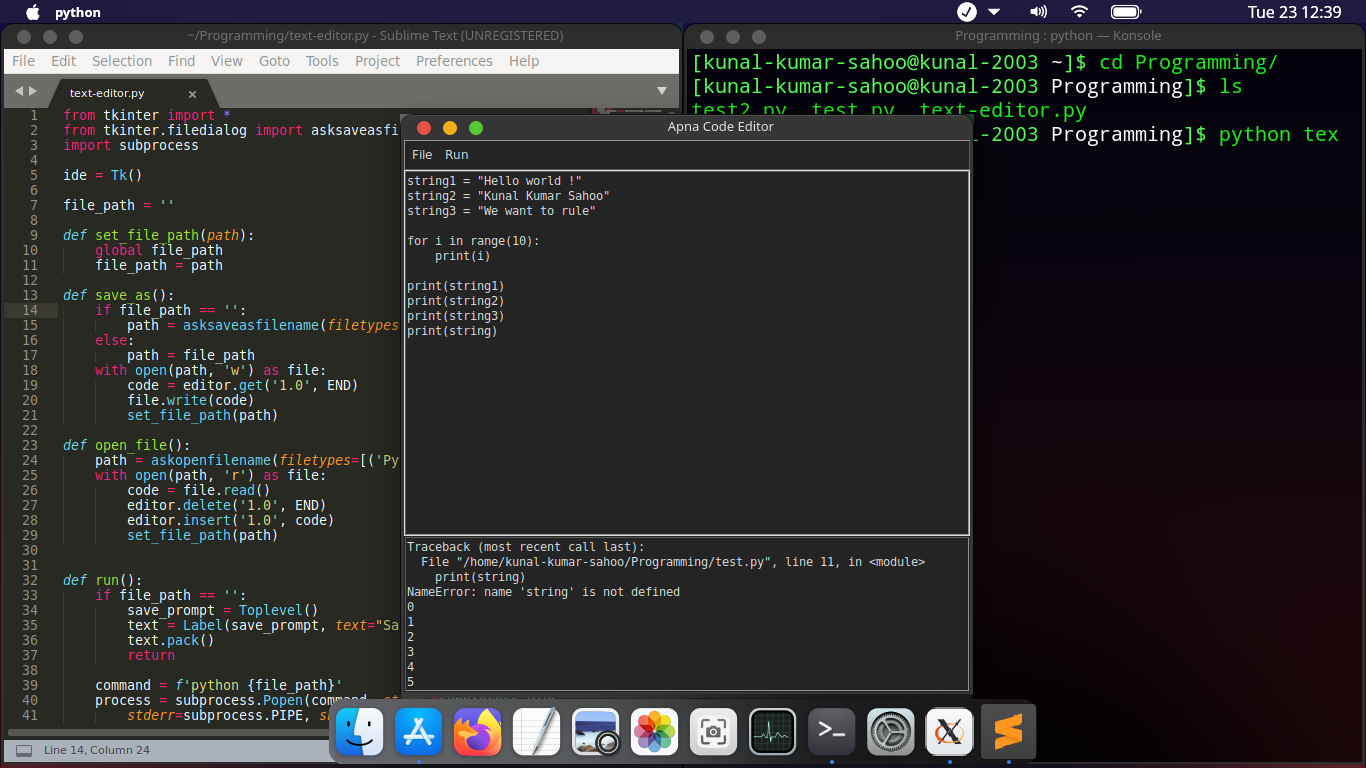 python
Tue 23 12:39
~/Programming/text-editor.py - Sublime Text (UNREGISTERED)
File Edit Selection Find View Goto Tools Project Preferences Help
text-editor.py
1 from tkinter import *
2 from tkinter.filedialog import asksaveasfi
3 import subprocess
4
5 ide = Tk()
6
7 file_path = ''
8
9 def set_file_path(path):
10 global file_path
11 file_path = path
12
13 def save_as():
14 if file_path == '':
15 path = asksaveasfilename(filetypes
16 else:
17 path = file_path
18 with open(path, 'w') as file:
19 code = editor.get('1.0', END)
20 file.write(code)
21 set_file_path(path)
22
23 def open_file():
24 path = askopenfilename(filetypes=[('Py
25 with open(path, 'r') as file:
26 code = file.read()
27 editor.delete('1.0', END)
28 editor.insert('1.0', code)
29 set_file_path(path)
30
31
32 def run():
33 if file_path == '':
34 save_prompt = Toplevel()
35 text = Label(save_prompt, text="Sa
36 text.pack()
37 return
38
39 command = f'python {file_path}'
40 process = subprocess.Popen(command,
41 stderr=subprocess.PIPE,
Line 14, Column 24
Programming : python — Konsole
[kunal-kumar-sahoo@kunal-2003 ~]$ cd Programming/
[kunal-kumar-sahoo@kunal-2003 Programming]$ ls
test2.py test.py text-editor.py
-2003 Programming]$ python tex
Apna Code Editor
File Run
string1 = "Hello world !"
string2 = "Kunal Kumar Sahoo"
string3 = "We want to rule"
for i in range(10):
print(i)
print(string1)
print(string2)
print(string3)
print(string)
Traceback (most recent call last):
File "/home/kunal-kumar-sahoo/Programming/test.py", line 11, in <module>
print(string)
NameError: name 'string' is not defined
0
1
2
3
4
5